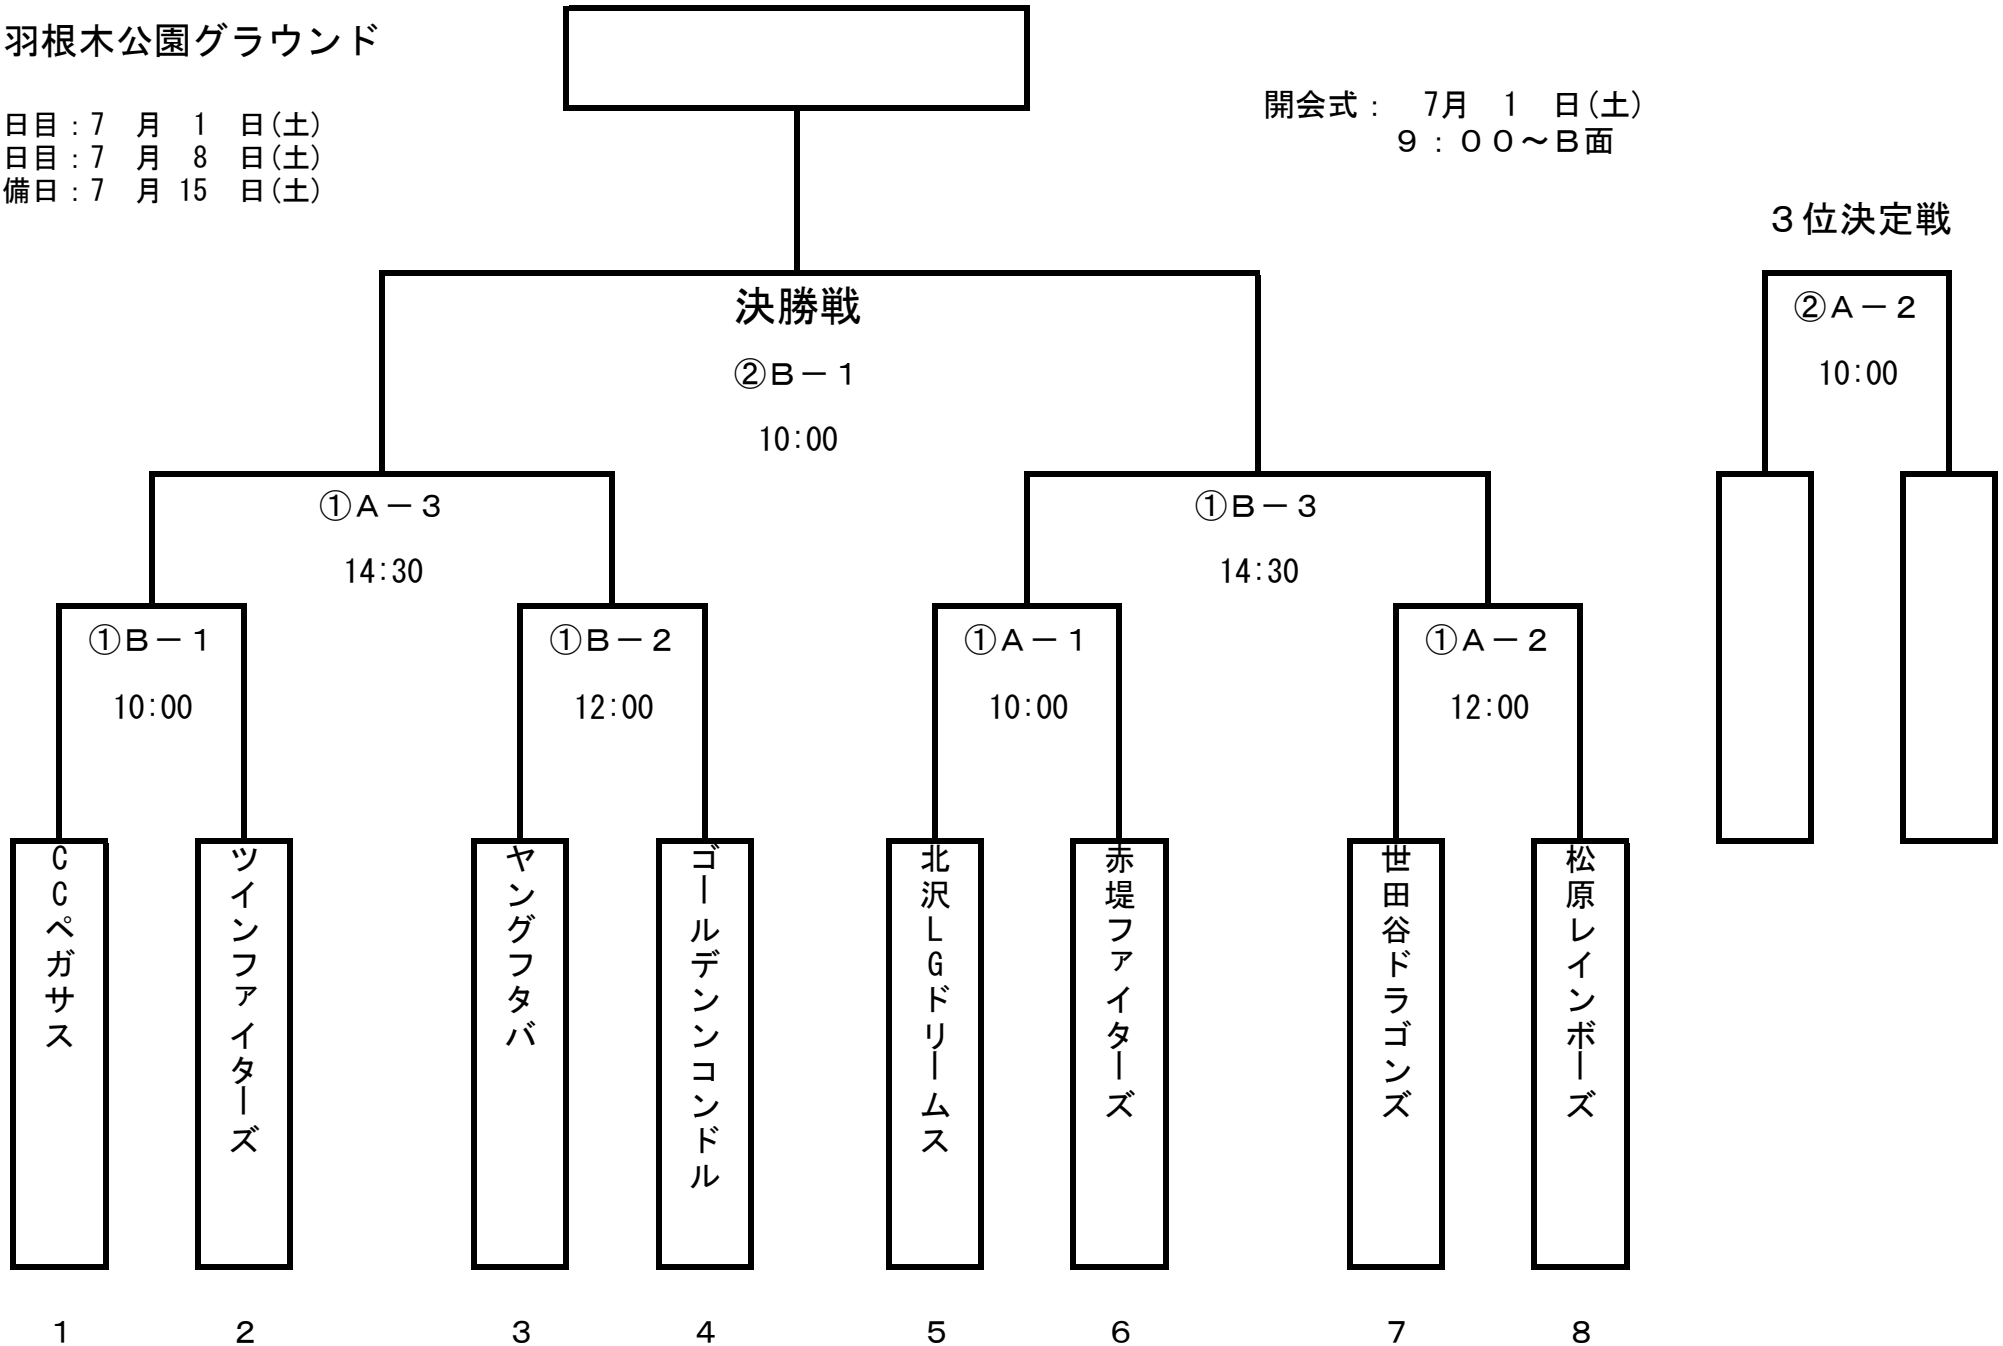 羽根木公園グラウンド
日目：7　月　1　日(土)
日目：7　月　8　日(土)
備日：7　月　15　日(土)
開会式：　7月　1　日(土)
９：００～Ｂ面
３位決定戦
②Ａ－２
10:00
決勝戦
②Ｂ－１
10:00
①Ａ－３
14:30
①Ｂ－３
14:30
①Ｂ－１
10:00
①Ｂ－２
12:00
①Ａ－１
10:00
①Ａ－２
12:00
CCペガサス
ツインファイターズ
ヤングフタバ
ゴールデンンコンドル
北沢LGドリームス
赤堤ファイターズ
世田谷ドラゴンズ
松原レインボーズ
1 2 3 4 5 6 7 8